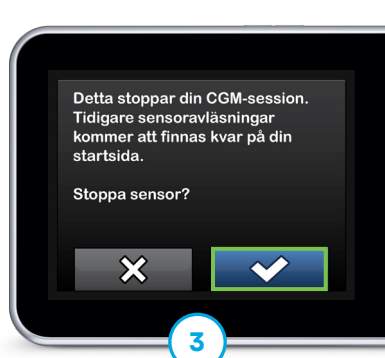 Detta stoppar din CGM-session.
Tidigare sensoravläsningar
kommer att finnas kvar på din
startsida.
Stoppa sensor?
3